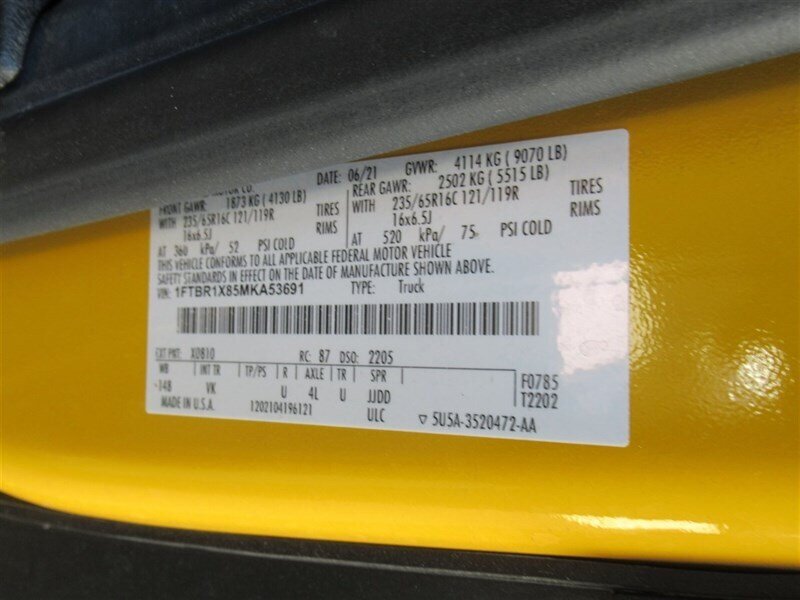 MOTOR CO. DATE: 06/21 GVWR: 4114 KG ( 9070 LB)
FRONT GAWR: 1873 KG ( 4130 LB) REAR GAWR: 2502 KG ( 5515 LB)
WITH 235/65R16C 121/119R TIRES WITH 235/65R16C 121/119R TIRES
16x6.5J RIMS 16x6.5J RIMS
AT 360 kPa/ 52 PSI COLD AT 520 kPa/ 75 PSI COLD
THIS VEHICLE CONFORMS TO ALL APPLICABLE FEDERAL MOTOR VEHICLE
SAFETY STANDARDS IN EFFECT ON THE DATE OF MANUFACTURE SHOWN ABOVE.
VIN: 1FTBR1X85MKA53691 TYPE: Truck
EXT PNT: X0810 RC: 87 DSO: 2205
WB INT TR TP/PS R AXLE TR SPR F0785
-148 VK U 4L U JJDD T2202
MADE IN U.S.A. 1202104196121 ULC ▽ 5U5A-3520472-AA